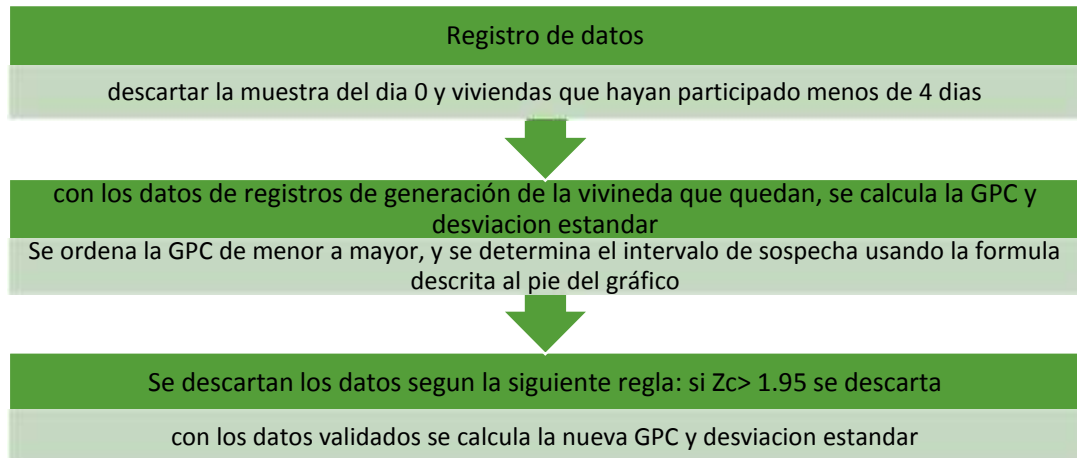 Registro de datos
descartar la muestra del dia 0 y viviendas que hayan participado menos de 4 dias
con los datos de registros de generación de la vivineda que quedan, se calcula la GPC y
desviacion estandar
Se ordena la GPC de menor a mayor, y se determina el intervalo de sospecha usando la formula
descrita al pie del gráfico
Se descartan los datos segun la siguiente regla: si Zc> 1.95 se descarta
con los datos validados se calcula la nueva GPC y desviacion estandar